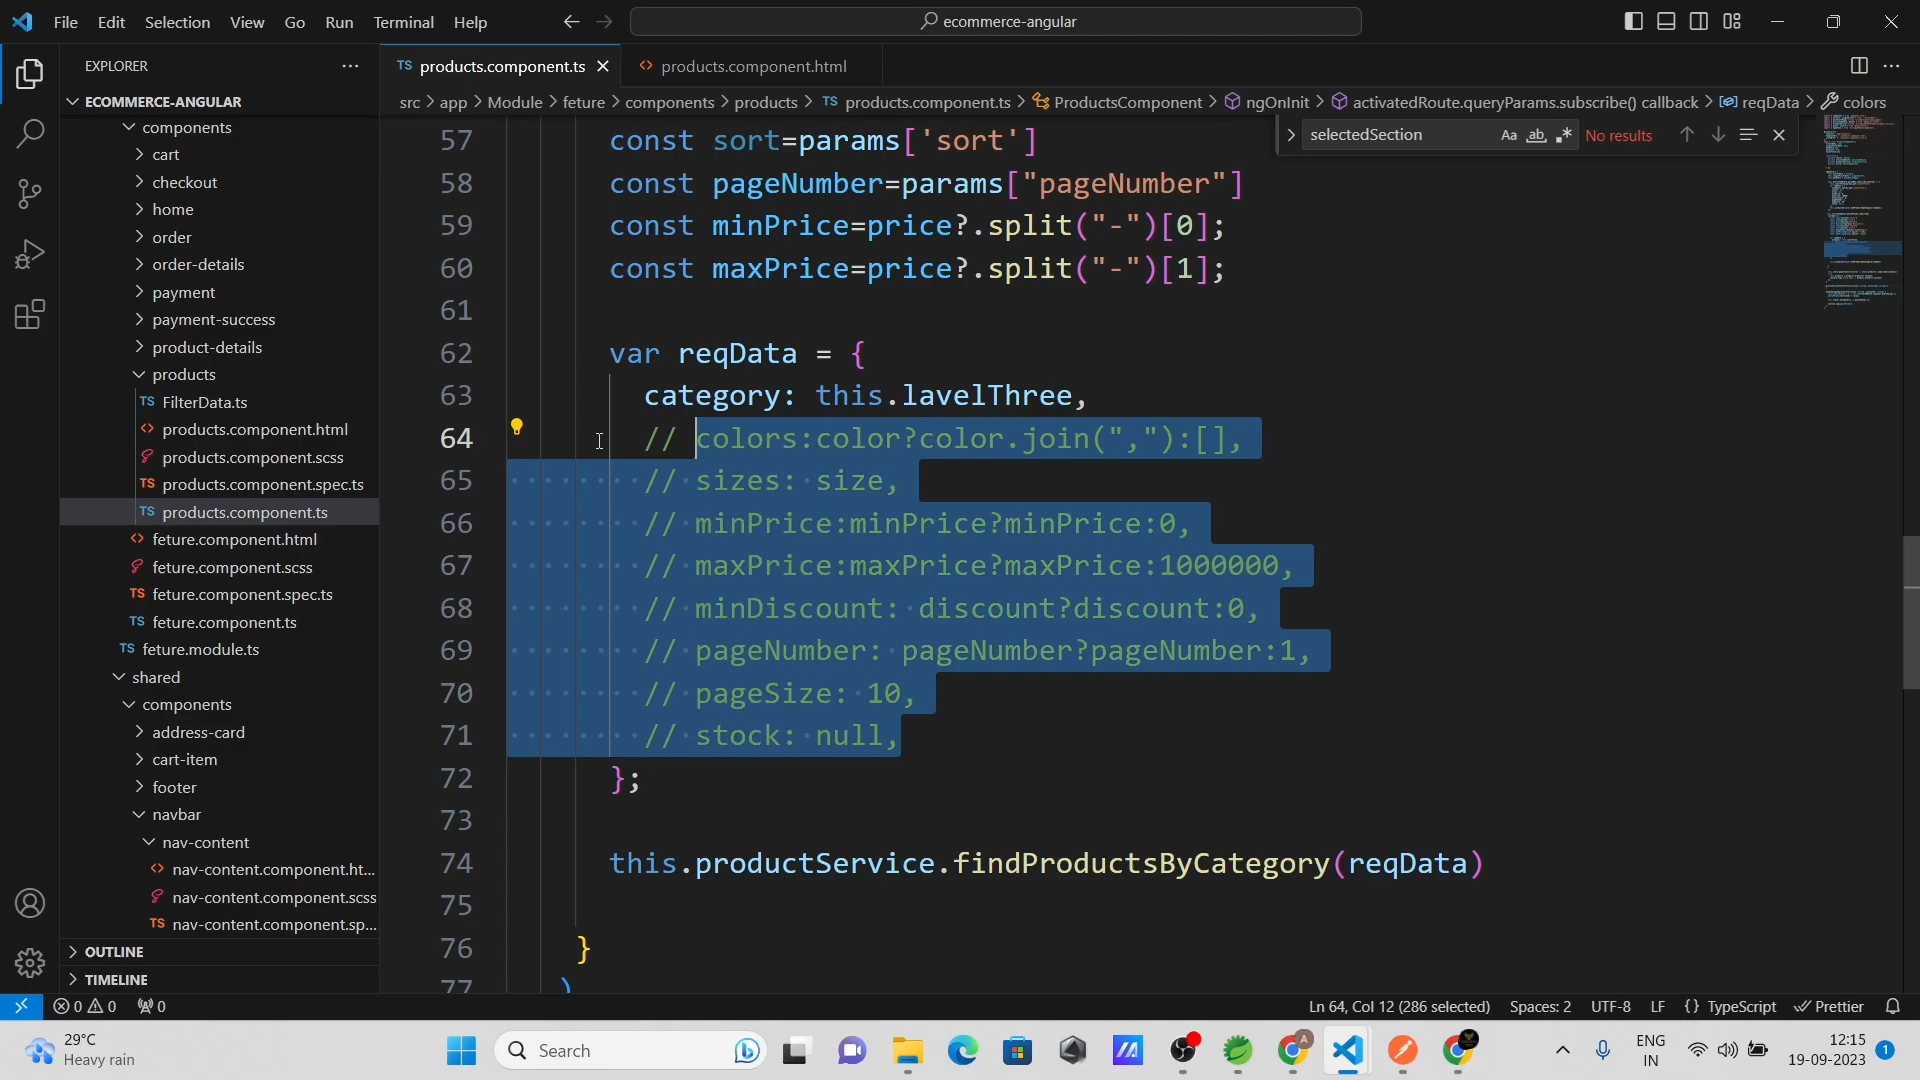 File Edit Selection View Go Run Terminal Help
ecommerce-angular
EXPLORER
ECOMMERCE-ANGULAR
components
cart
checkout
home
order
order-details
payment
payment-success
product-details
products
TS FilterData.ts
<> products.component.html
products.component.scss
TS products.component.spec.ts
TS products.component.ts
<> feture.component.html
feture.component.scss
TS feture.component.spec.ts
TS feture.component.ts
TS feture.module.ts
shared
components
address-card
cart-item
footer
navbar
nav-content
<> nav-content.component.ht...
nav-content.component.scss
TS nav-content.component.sp...
OUTLINE
TIMELINE
TS products.component.ts
<> products.component.html
src > app > Module > feture > components > products > TS products.component.ts > ProductsComponent > ngOnInit > activatedRoute.queryParams.subscribe() callback > reqData > colors
selectedSection Aa ab .* No results
57 const sort=params['sort']
58 const pageNumber=params["pageNumber"]
59 const minPrice=price?.split("-")[0];
60 const maxPrice=price?.split("-")[1];
61
62 var reqData = {
63 category: this.lavelThree,
64 // colors:color?color.join(","):[],
65 // sizes: size,
66 // minPrice:minPrice?minPrice:0,
67 // maxPrice:maxPrice?maxPrice:1000000,
68 // minDiscount: discount?discount:0,
69 // pageNumber: pageNumber?pageNumber:1,
70 // pageSize: 10,
71 // stock: null,
72 };
73
74 this.productService.findProductsByCategory(reqData)
75
76 }
77 )
0 0 0
Ln 64, Col 12 (286 selected) Spaces: 2 UTF-8 LF {} TypeScript Prettier
29°C
Heavy rain
Search
ENG
IN
12:15
19-09-2023
1